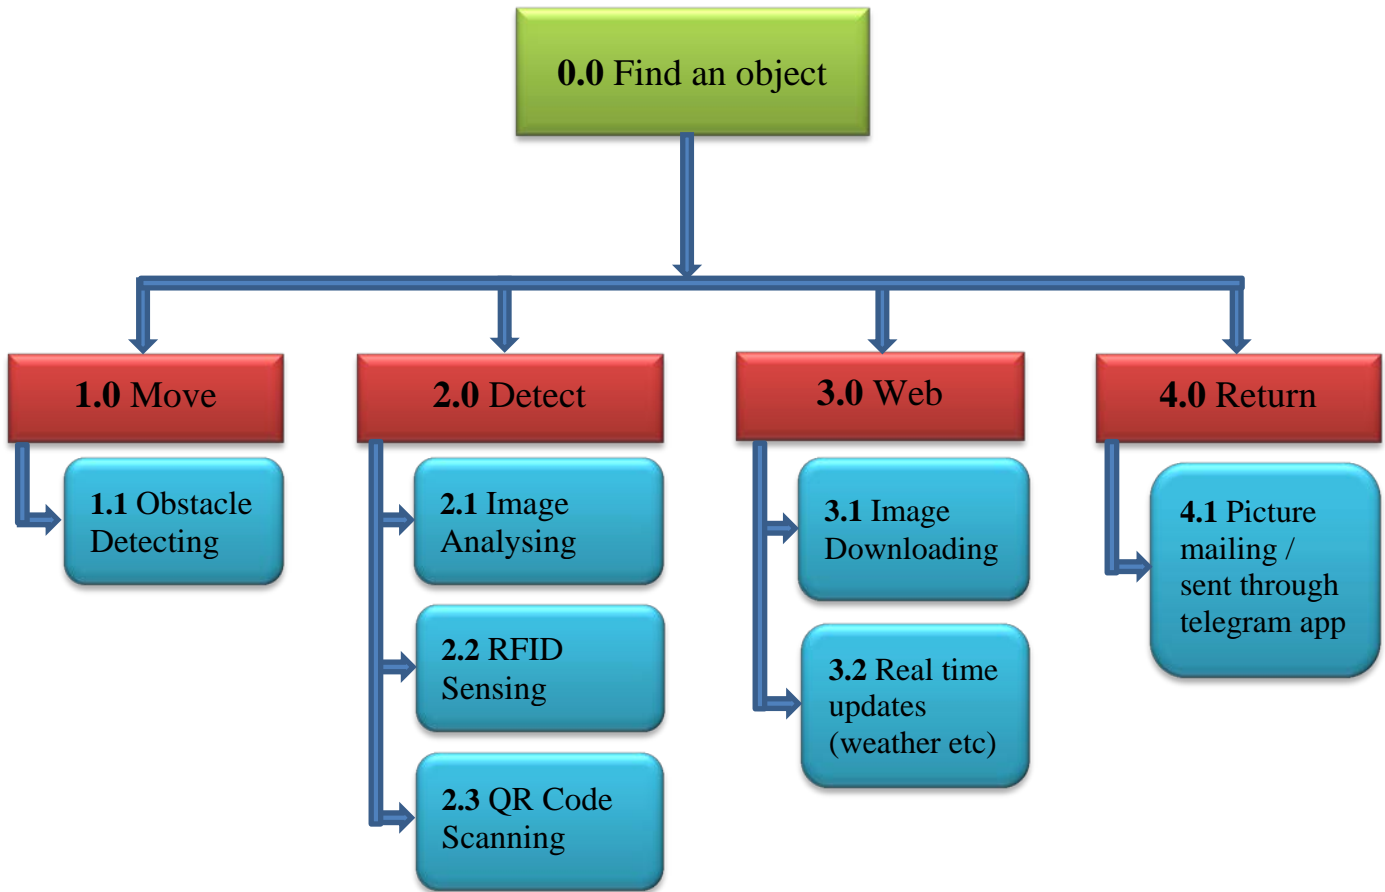 0.0 Find an object
1.0 Move
2.0 Detect
3.0 Web
4.0 Return
1.1 Obstacle
Detecting
2.1 Image
Analysing
2.2 RFID
Sensing
2.3 QR Code
Scanning
3.1 Image
Downloading
3.2 Real time
updates
(weather etc)
4.1 Picture
mailing /
sent through
telegram app